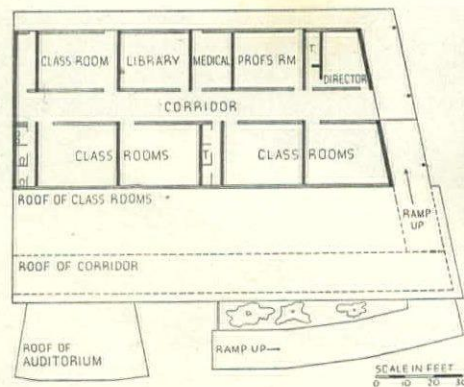 CLASS ROOM LIBRARY MEDICAL PROFS RM T. DIRECTOR
CORRIDOR
CLASS ROOMS T. CLASS ROOMS
ROOF OF CLASS ROOMS
RAMP
UP
ROOF OF CORRIDOR
ROOF OF
AUDITORIUM
RAMP UP
SCALE IN FEET
0 10 20 30